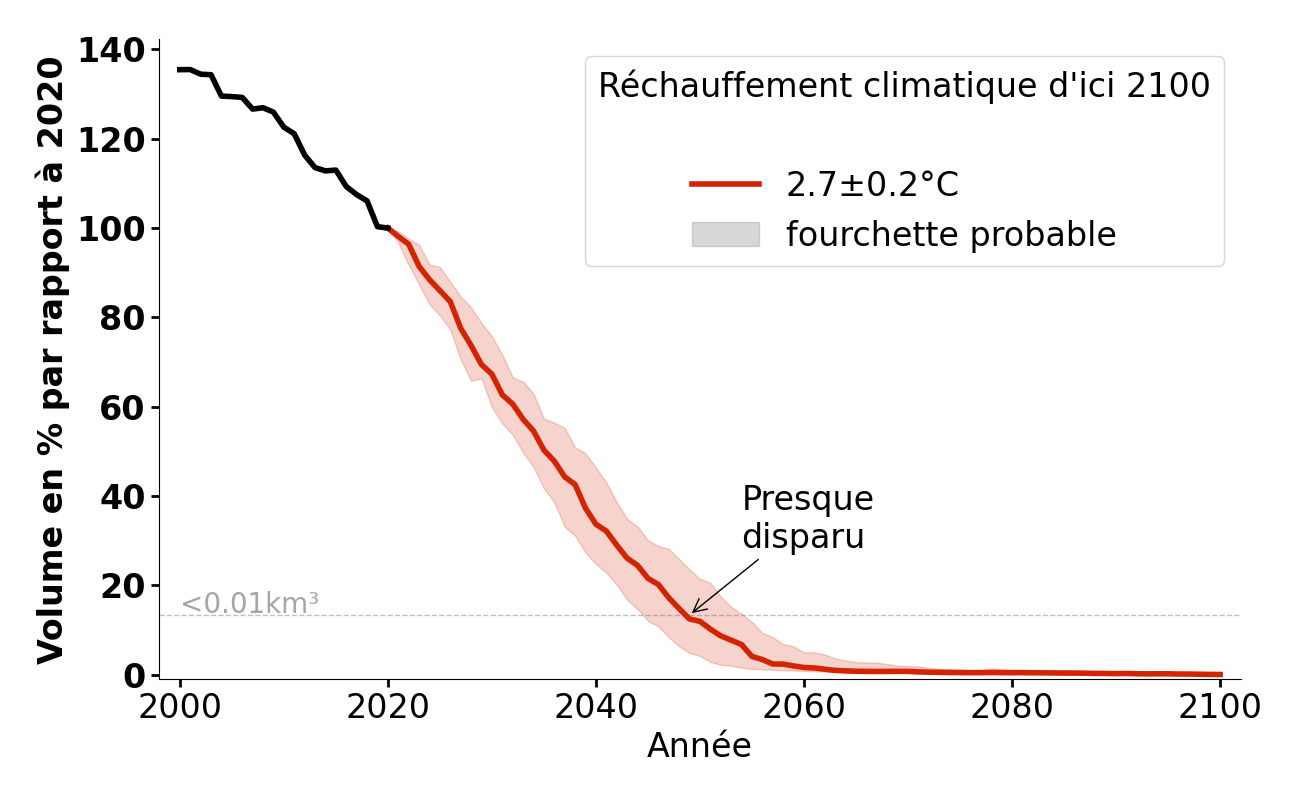 Volume en % par rapport à 2020
140
120
100
80
60
40
20
0
Réchauffement climatique d'ici 2100
2.7±0.2°C
fourchette probable
Presque
disparu
<0.01km³
2000 2020 2040 2060 2080 2100
Année